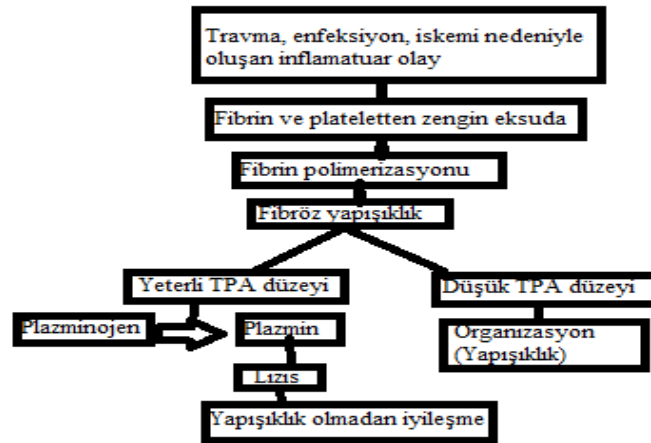 Travma, enfeksiyon, iskemi nedeniyle
oluşan inflamatuar olay
Fibrin ve plateletten zengin eksuda
Fibrin polimerizasyonu
Fibröz yapışıklık
Yeterli TPA düzeyi
Düşük TPA düzeyi
Plazminojen
Plazmin
Organizasyon
(Yapışıklık)
Lizis
Yapışıklık olmadan iyileşme